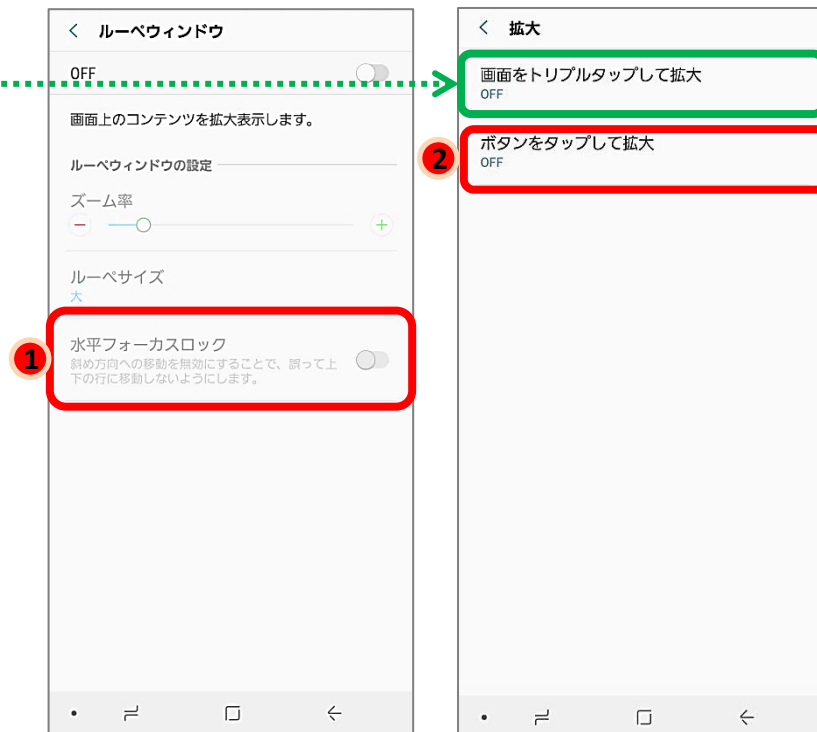 ルーペウィンドウ
OFF
画面上のコンテンツを拡大表示します。
ルーペウィンドウの設定
ズーム率
ルーペサイズ
大
1
水平フォーカスロック
斜め方向への移動を無効にすることで、誤って上
下の行に移動しないようにします。
拡大
画面をトリプルタップして拡大
OFF
2
ボタンをタップして拡大
OFF